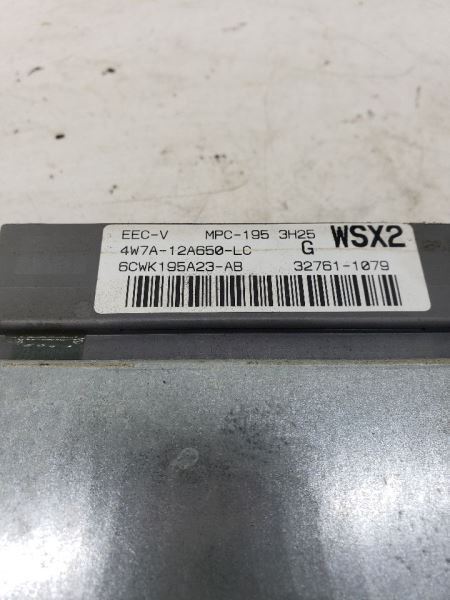 EEC-V MPC-195 3H25 WSX2
4W7A-12A650-LC G
6CWK195A23-AB 32761-1079